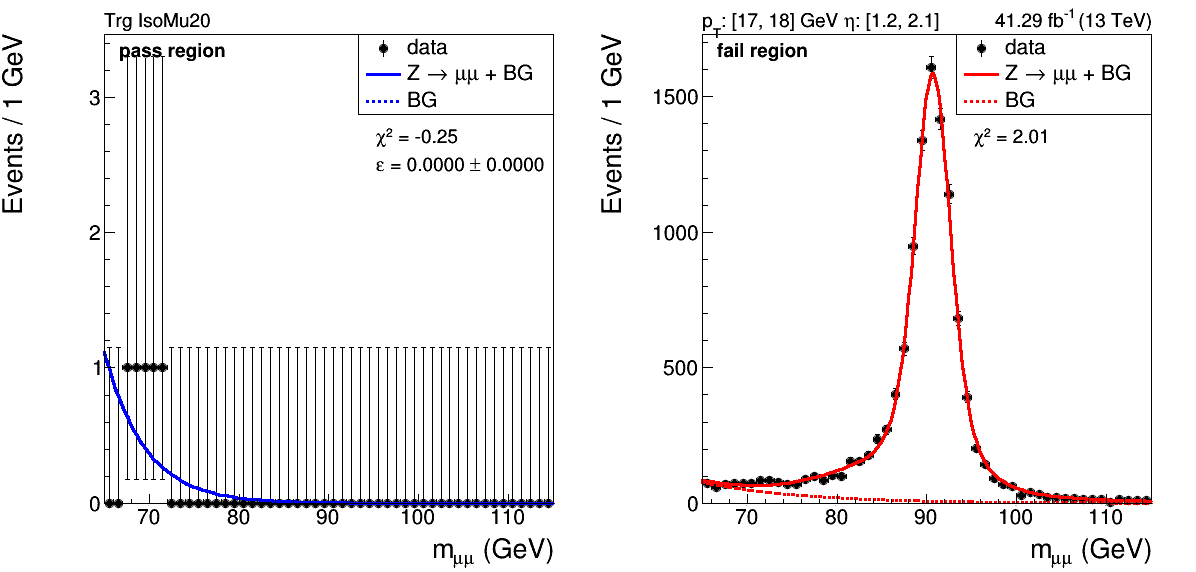 Trg IsoMu20
pass region
data
Z → μμ + BG
BG
χ² = -0.25
ε = 0.0000 ± 0.0000
Events / 1 GeV
3
2
1
0
70 80 90 100 110
m_μμ (GeV)
p_T: [17, 18] GeV η: [1.2, 2.1] 41.29 fb⁻¹ (13 TeV)
fail region
data
Z → μμ + BG
BG
χ² = 2.01
Events / 1 GeV
1500
1000
500
0
70 80 90 100 110
m_μμ (GeV)